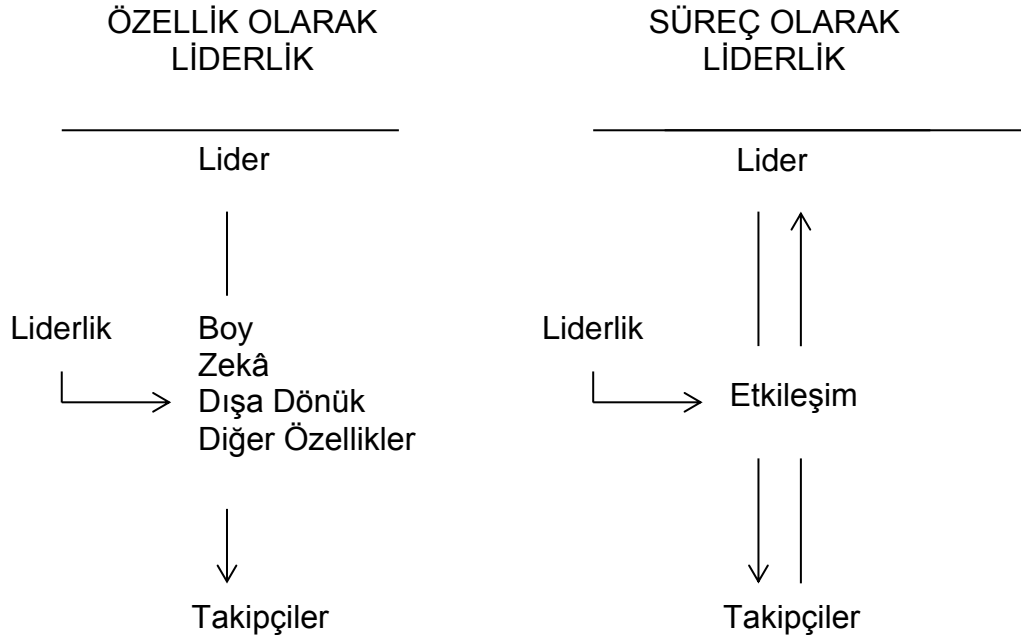 ÖZELLİK OLARAK
LİDERLİK
Lider
Liderlik
Boy
Zekâ
Dışa Dönük
Diğer Özellikler
Takipçiler
SÜREÇ OLARAK
LİDERLİK
Lider
Liderlik
Etkileşim
Takipçiler